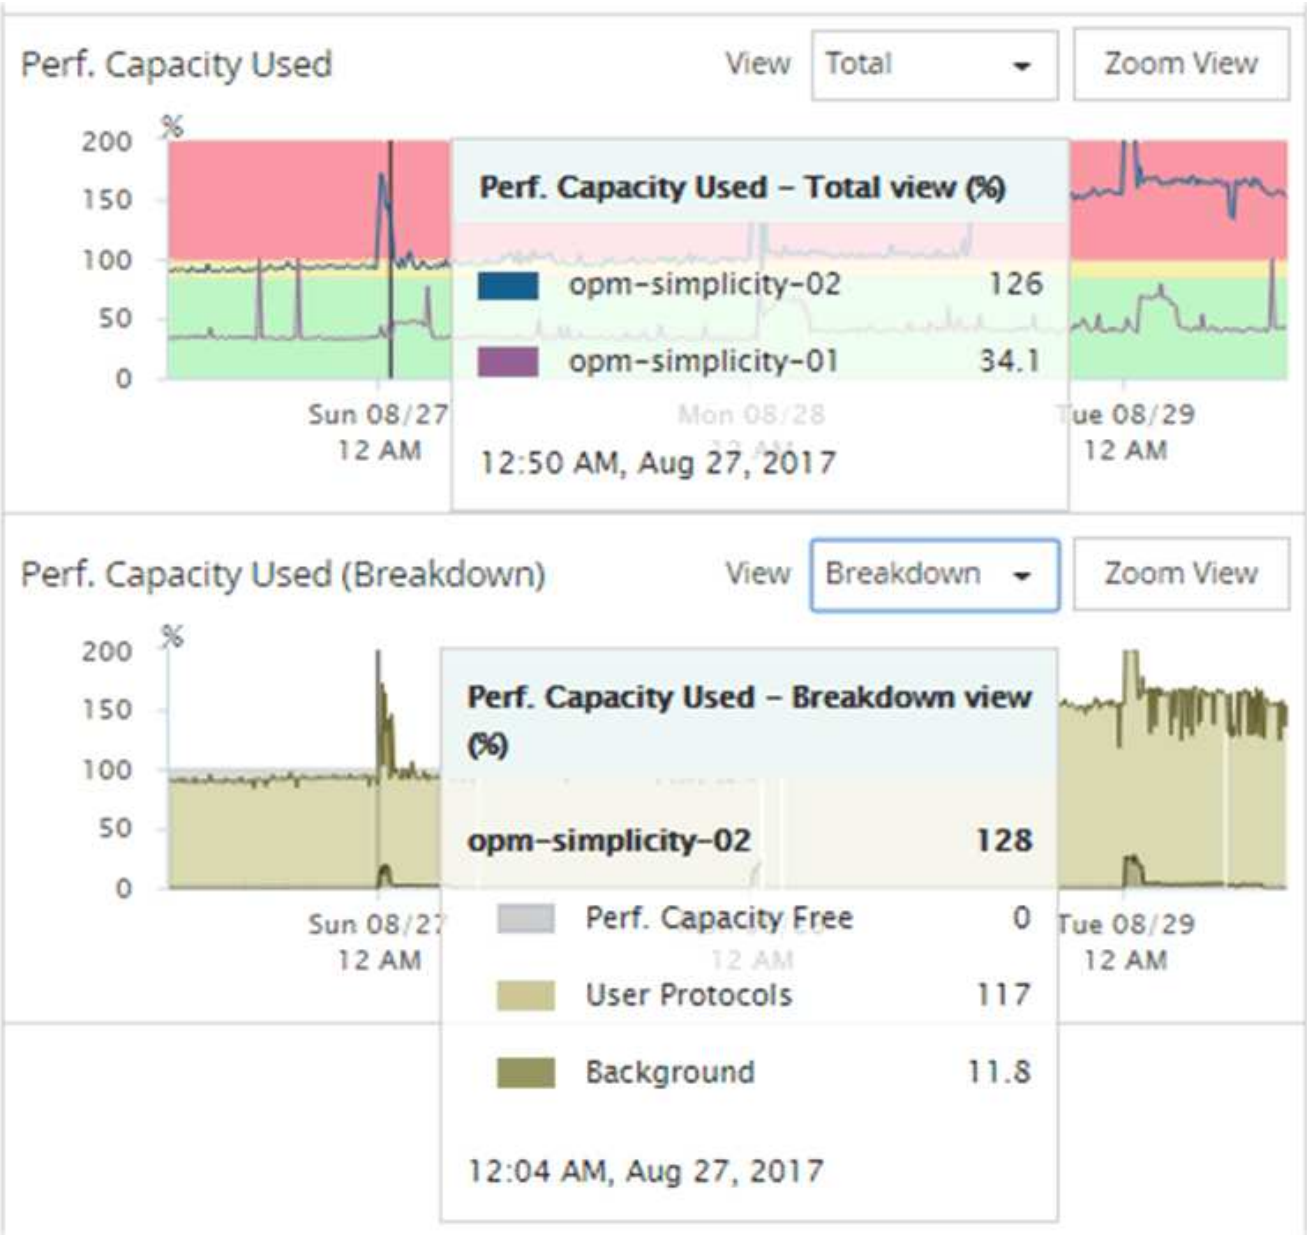 Perf. Capacity Used View Total Zoom View
%
200
150
100
50
0
Perf. Capacity Used – Total view (%)
opm-simplicity-02 126
opm-simplicity-01 34.1
12:50 AM, Aug 27, 2017
Sun 08/27 Mon 08/28 Tue 08/29
12 AM 12 AM 12 AM
Perf. Capacity Used (Breakdown) View Breakdown Zoom View
%
200
150
100
50
0
Perf. Capacity Used – Breakdown view
(%)
opm-simplicity-02 128
Perf. Capacity Free 0
User Protocols 117
Background 11.8
12:04 AM, Aug 27, 2017
Sun 08/27 Tue 08/29
12 AM 12 AM 12 AM